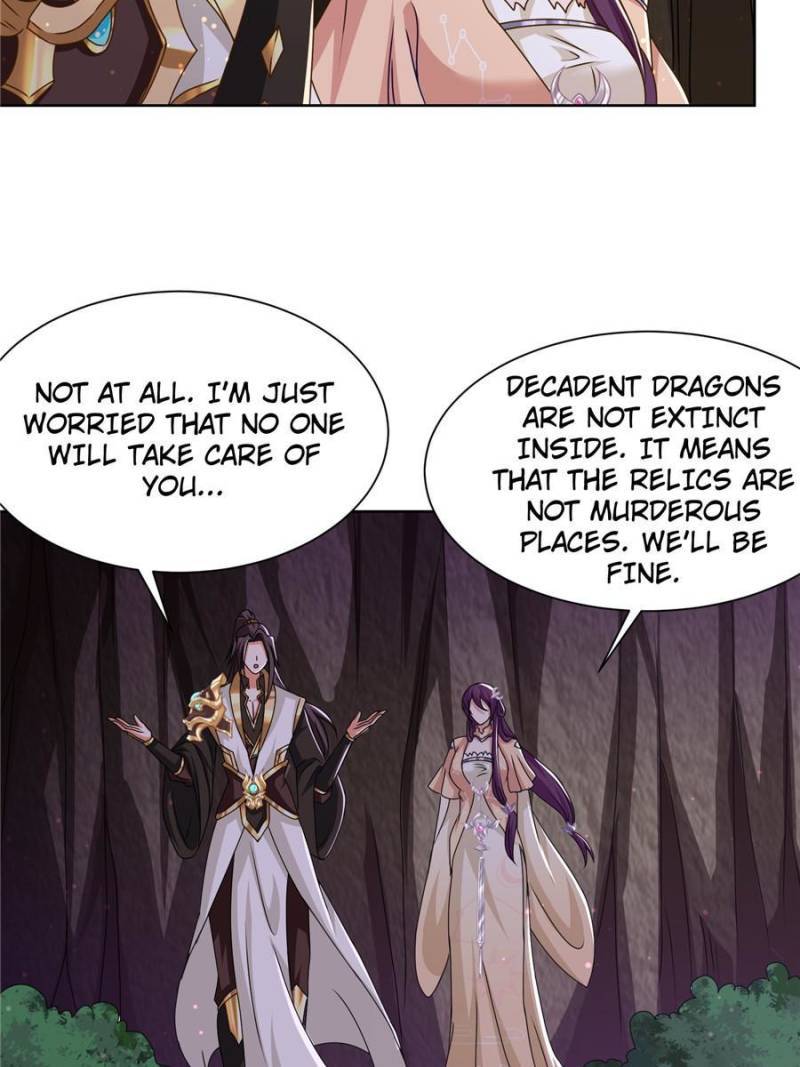 NOT AT ALL. I'M JUST
WORRIED THAT NO ONE
WILL TAKE CARE OF
YOU...
DECADENT DRAGONS
ARE NOT EXTINCT
INSIDE. IT MEANS
THAT THE RELICS ARE
NOT MURDEROUS
PLACES. WE'LL BE
FINE.